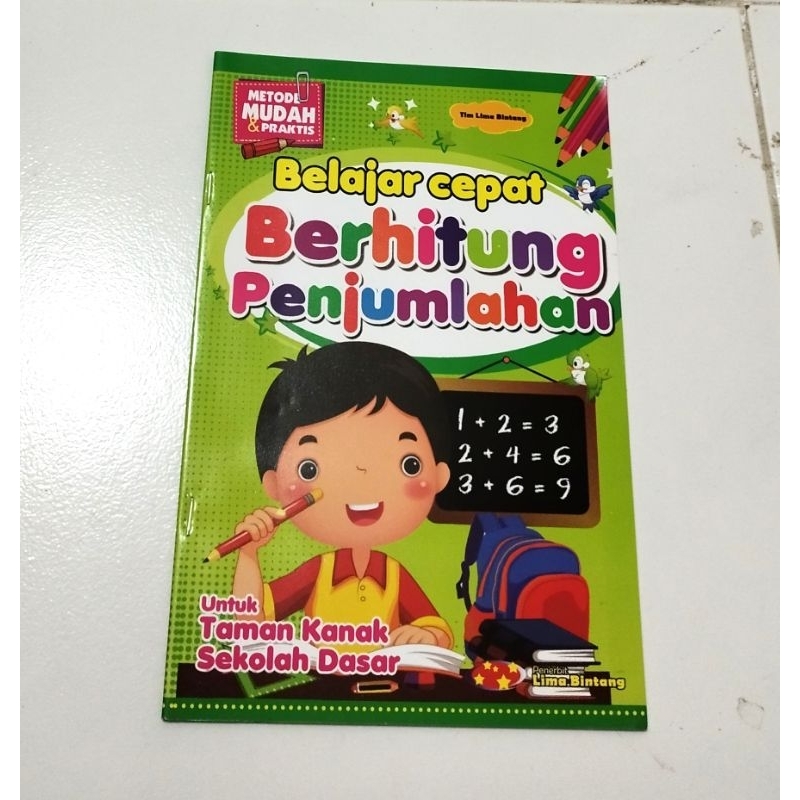 METODE
MUDAH
& PRAKTIS
Tim Lima Bintang
Belajar cepat
Berhitung
Penjumlahan
1 + 2 = 3
2 + 4 = 6
3 + 6 = 9
Untuk
Taman Kanak
Sekolah Dasar
Penerbit
Lima Bintang